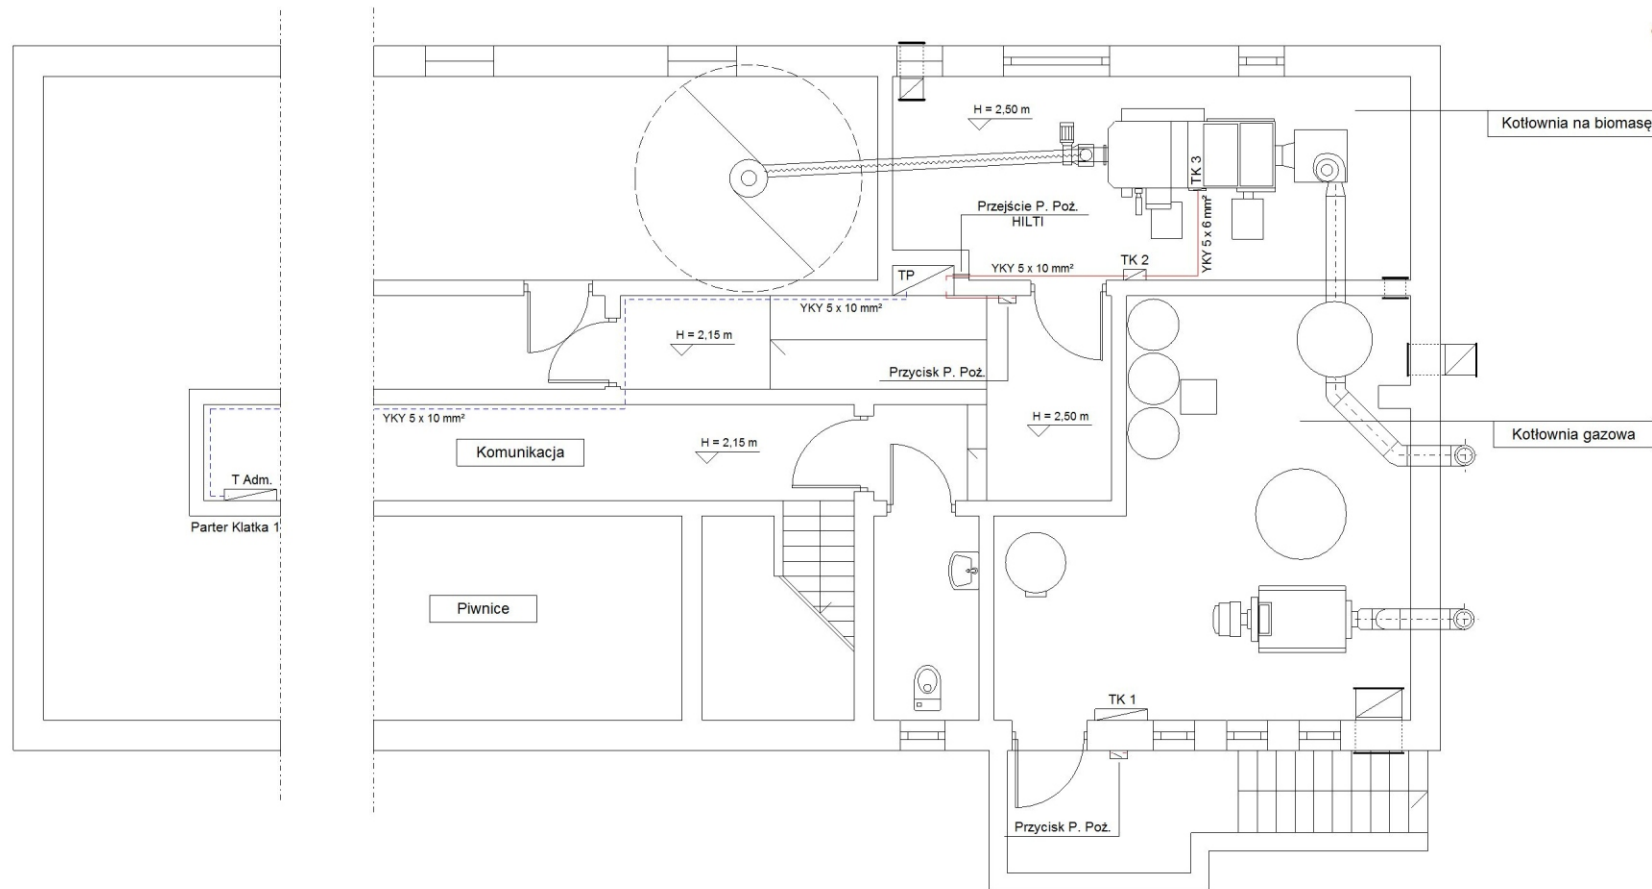 H = 2,50 m
Kotłownia na biomasę
TK 3
Przejście P. Poż.
HILTI
YKY 5 x 6 mm²
TP
YKY 5 x 10 mm²
TK 2
YKY 5 x 10 mm²
H = 2,15 m
Przycisk P. Poż.
YKY 5 x 10 mm²
H = 2,50 m
Komunikacja
H = 2,15 m
Kotłownia gazowa
T Adm.
Parter Klatka 1
Piwnice
TK 1
Przycisk P. Poż.